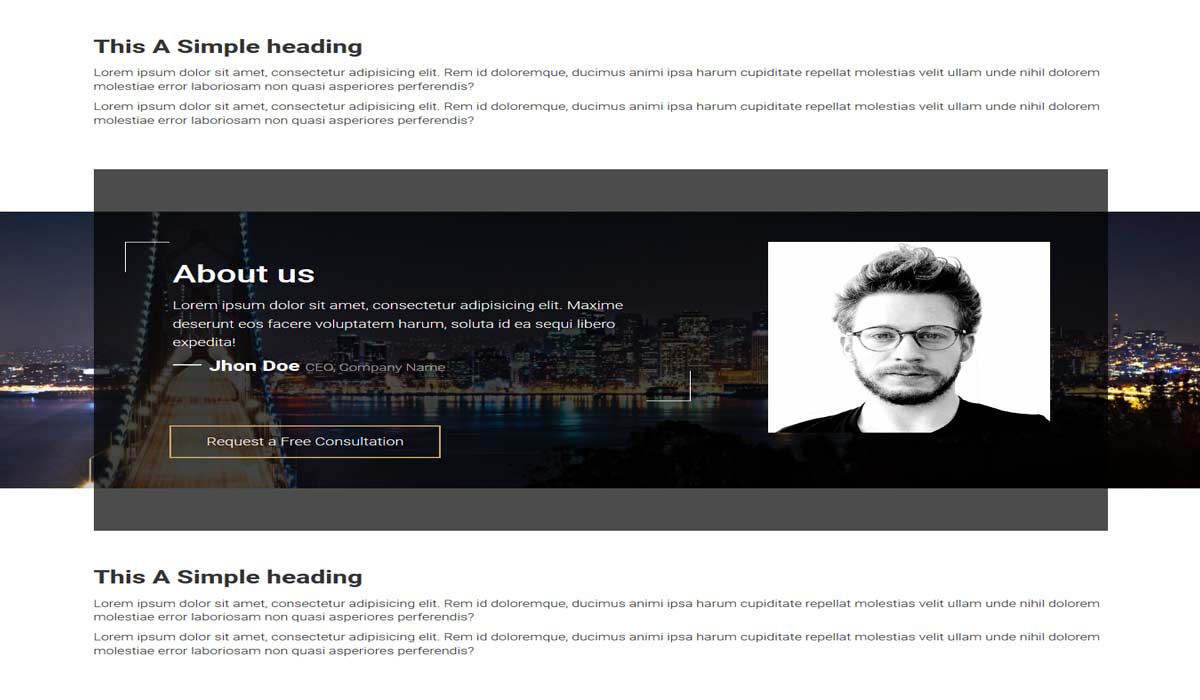 This A Simple heading
Lorem ipsum dolor sit amet, consectetur adipisicing elit. Rem id doloremque, ducimus animi ipsa harum cupiditate repellat molestias velit ullam unde nihil dolorem
molestiae error laboriosam non quasi asperiores perferendis?
Lorem ipsum dolor sit amet, consectetur adipisicing elit. Rem id doloremque, ducimus animi ipsa harum cupiditate repellat molestias velit ullam unde nihil dolorem
molestiae error laboriosam non quasi asperiores perferendis?
About us
Lorem ipsum dolor sit amet, consectetur adipisicing elit. Maxime
deserunt eos facere voluptatem harum, soluta id ea sequi libero
expedita!
Jhon Doe CEO, Company Name
Request a Free Consultation
This A Simple heading
Lorem ipsum dolor sit amet, consectetur adipisicing elit. Rem id doloremque, ducimus animi ipsa harum cupiditate repellat molestias velit ullam unde nihil dolorem
molestiae error laboriosam non quasi asperiores perferendis?
Lorem ipsum dolor sit amet, consectetur adipisicing elit. Rem id doloremque, ducimus animi ipsa harum cupiditate repellat molestias velit ullam unde nihil dolorem
molestiae error laboriosam non quasi asperiores perferendis?